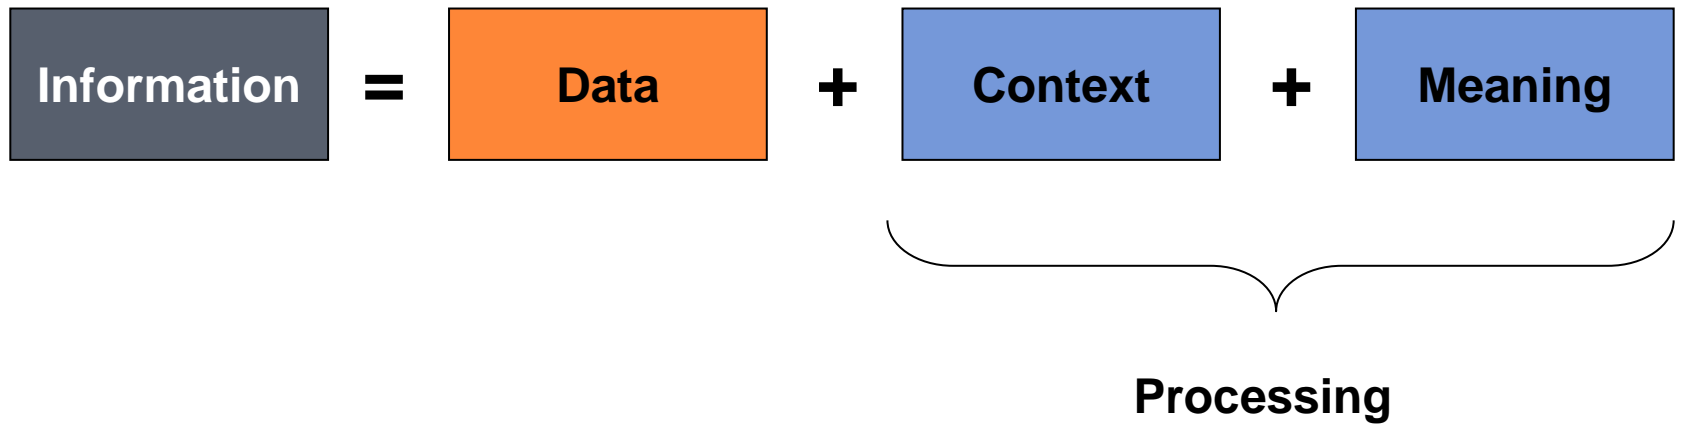 Information = Data + Context + Meaning
Processing